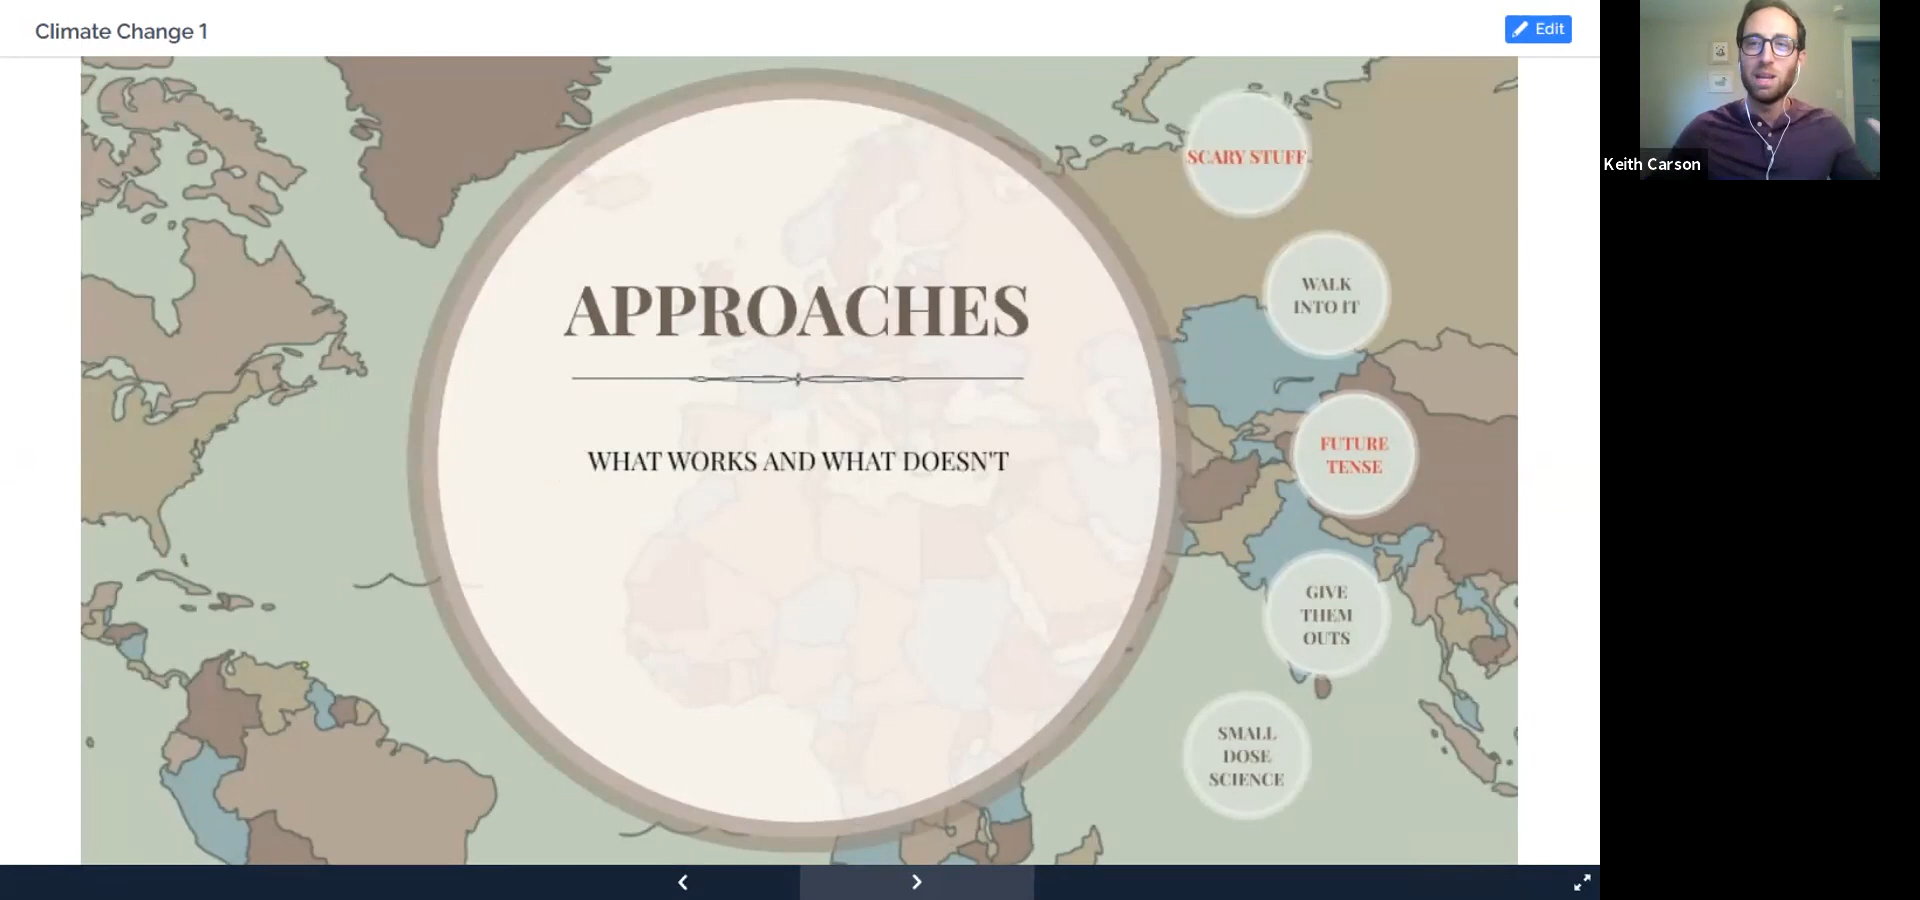 Climate Change 1
Edit
Keith Carson
APPROACHES
WHAT WORKS AND WHAT DOESN'T
SCARY STUFF
WALK
INTO IT
FUTURE
TENSE
GIVE
THEM
OUTS
SMALL
DOSE
SCIENCE